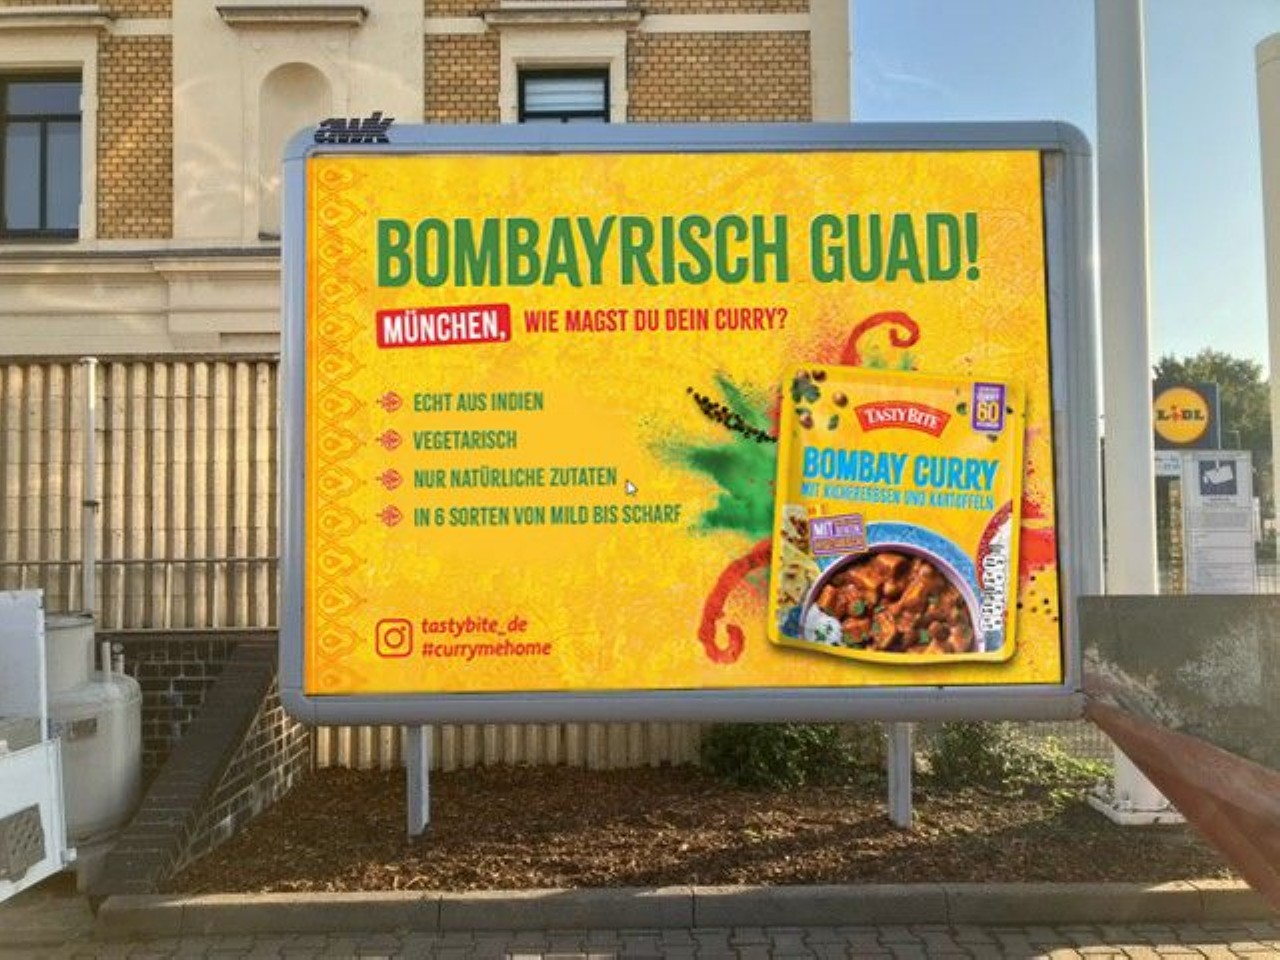 awk
BOMBAYRISCH GUAD!
MÜNCHEN, WIE MAGST DU DEIN CURRY?
ECHT AUS INDIEN
VEGETARISCH
NUR NATÜRLICHE ZUTATEN
IN 6 SORTEN VON MILD BIS SCHARF
tastybite_de
#currymehome
TASTY BITE
60
BOMBAY CURRY
MIT KICHERERBSEN UND KARTOFFELN
MIT
LIDL